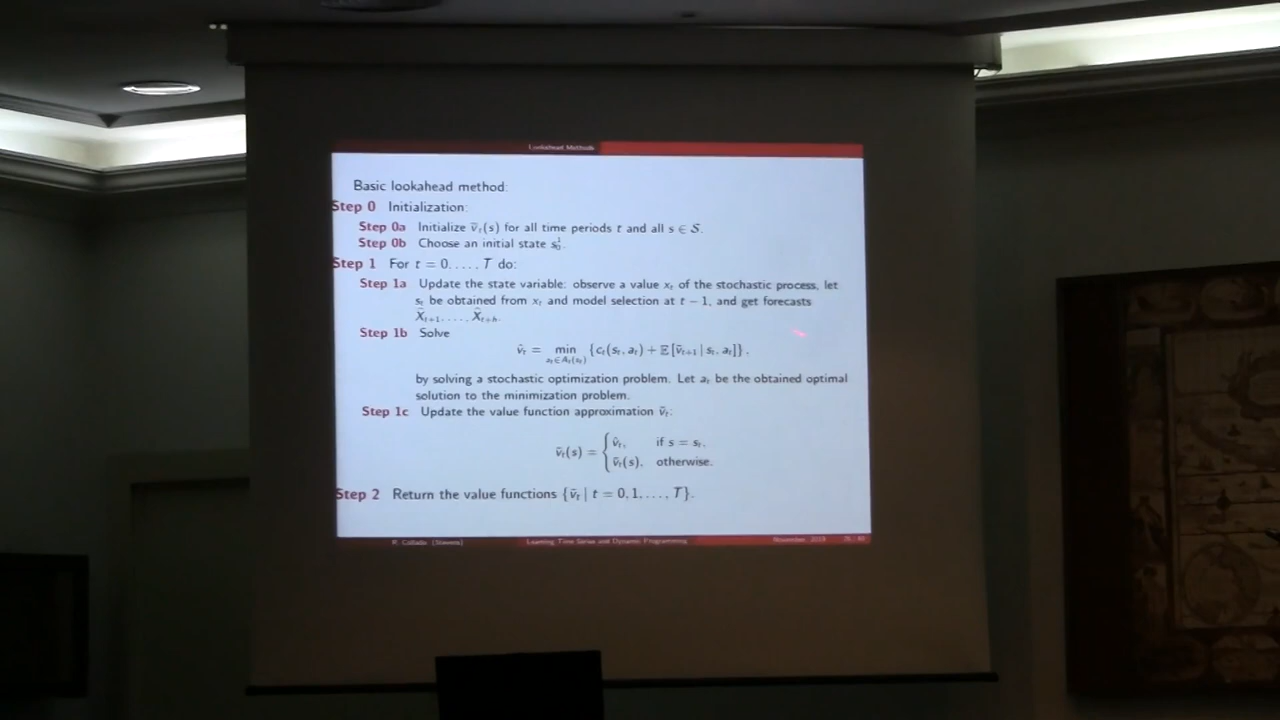 Lookahead Methods
Basic lookahead method:
Step 0 Initialization:
Step 0a Initialize v̄ₜ(s) for all time periods t and all s ∈ 𝒮.
Step 0b Choose an initial state s₀¹.
Step 1 For t = 0, . . . , T do:
Step 1a Update the state variable: observe a value xₜ of the stochastic process, let
sₜ be obtained from xₜ and model selection at t − 1, and get forecasts
X̂ₜ₊₁, . . . , X̂ₜ₊ₕ.
Step 1b Solve
v̂ₜ = min {cₜ(sₜ, aₜ) + 𝔼[v̄ₜ₊₁ | sₜ, aₜ]},
aₜ∈Aₜ(sₜ)
by solving a stochastic optimization problem. Let aₜ be the obtained optimal
solution to the minimization problem.
Step 1c Update the value function approximation v̄ₜ:
v̄ₜ(s) = { v̂ₜ, if s = sₜ,
v̄ₜ(s), otherwise.
Step 2 Return the value functions {v̄ₜ | t = 0, 1, . . . , T}.
R. Collado (Stevens) Learning Time Series and Dynamic Programming November, 2019